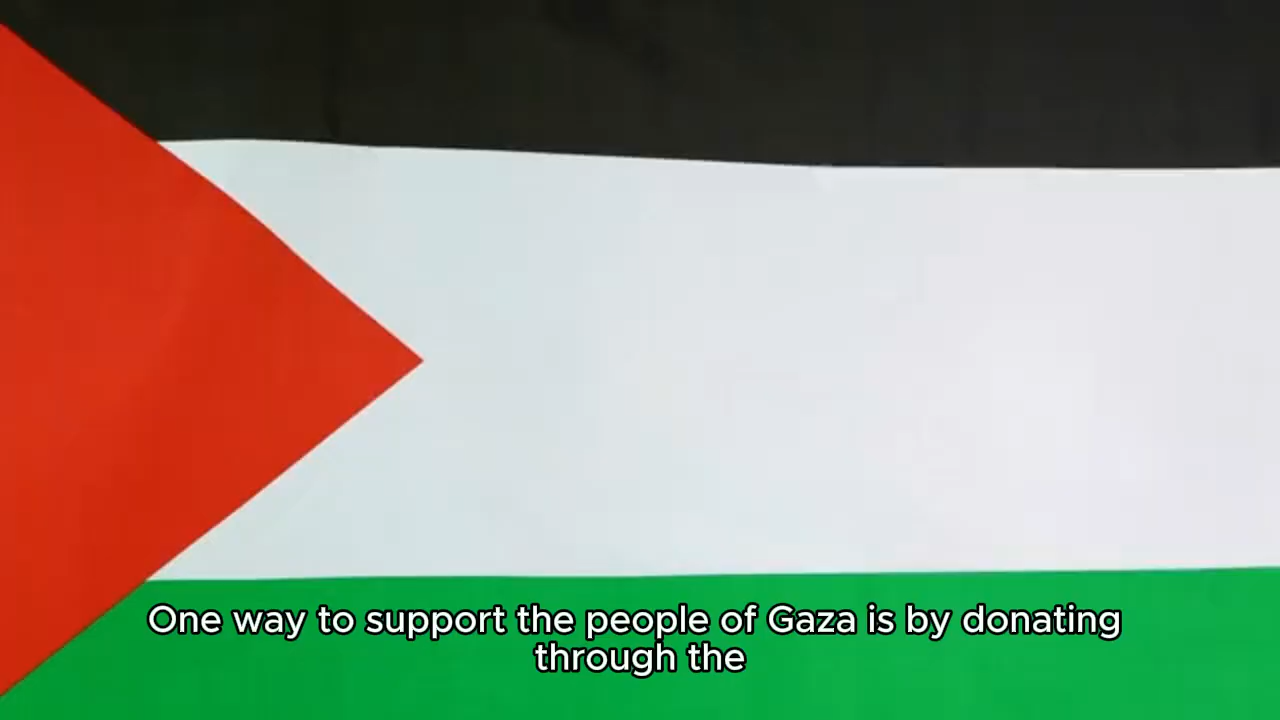 One way to support the people of Gaza is by donating
through the